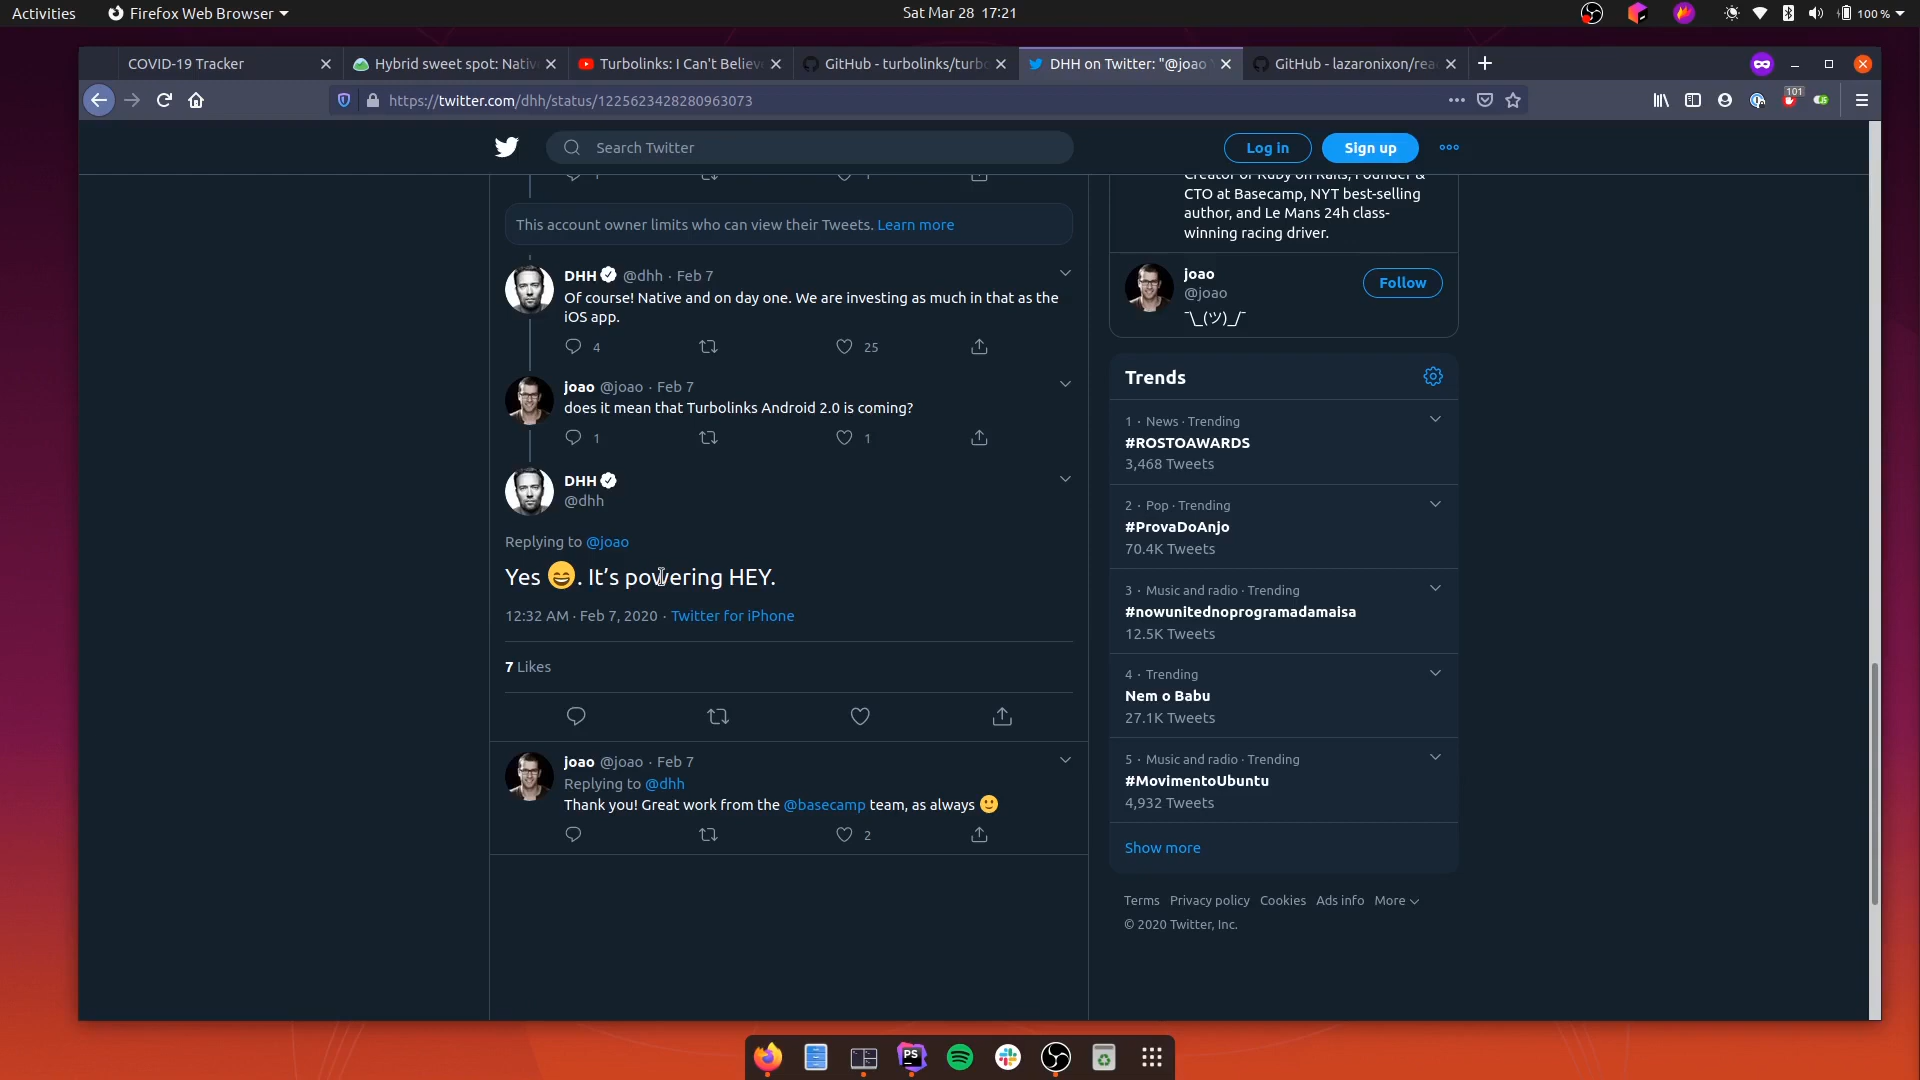 Activities
Firefox Web Browser
Sat Mar 28 17:21
100 %
COVID-19 Tracker
Hybrid sweet spot: Nativ
Turbolinks: I Can't Believ
GitHub - turbolinks/turb
DHH on Twitter: "@joao
GitHub - lazaronixon/rea
https://twitter.com/dhh/status/1225623428280963073
101
Search Twitter
Log in
Sign up
This account owner limits who can view their Tweets. Learn more
DHH @dhh · Feb 7
Of course! Native and on day one. We are investing as much in that as the
iOS app.
4
25
joao @joao · Feb 7
does it mean that Turbolinks Android 2.0 is coming?
1
1
DHH
@dhh
Replying to @joao
Yes 😄. It’s powering HEY.
12:32 AM · Feb 7, 2020 · Twitter for iPhone
7 Likes
joao @joao · Feb 7
Replying to @dhh
Thank you! Great work from the @basecamp team, as always 🙂
2
Creator of Ruby on Rails, Founder &
CTO at Basecamp, NYT best-selling
author, and Le Mans 24h class-
winning racing driver.
joao
@joao
Follow
¯\_(ツ)_/¯
Trends
1 · News · Trending
#ROSTOAWARDS
3,468 Tweets
2 · Pop · Trending
#ProvaDoAnjo
70.4K Tweets
3 · Music and radio · Trending
#nowunitednoprogramadamaisa
12.5K Tweets
4 · Trending
Nem o Babu
27.1K Tweets
5 · Music and radio · Trending
#MovimentoUbuntu
4,932 Tweets
Show more
Terms Privacy policy Cookies Ads info More
© 2020 Twitter, Inc.
PS